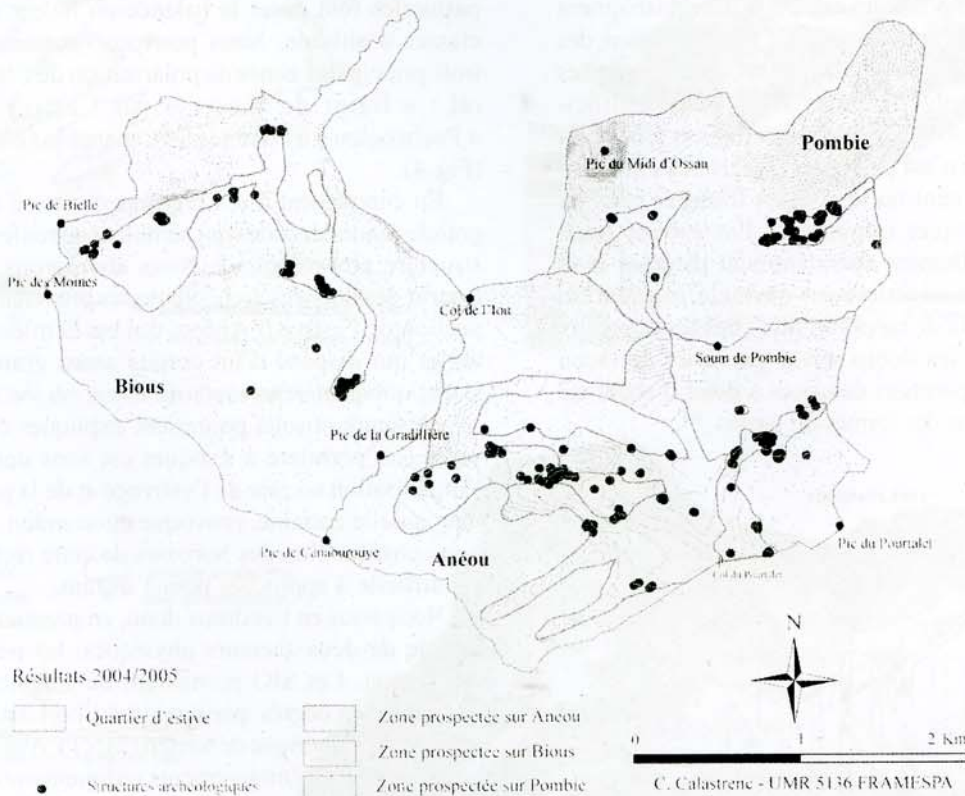 Pombie
Pic du Midi d'Ossau
Pic de Bielle
Pic des Moines
Col de l'Iou
Soum de Pombie
Bious
Pic de la Gradillère
Pic de Canaourouye
Anéou
Pic du Pourtalet
Col du Pourtalet
N
Résultats 2004/2005
Quartier d'estive
Zone prospectée sur Anéou
Zone prospectée sur Bious
Structures archéologiques
Zone prospectée sur Pombie
0 1 2 Km
C. Calastrenc - UMR 5136 FRAMESPA